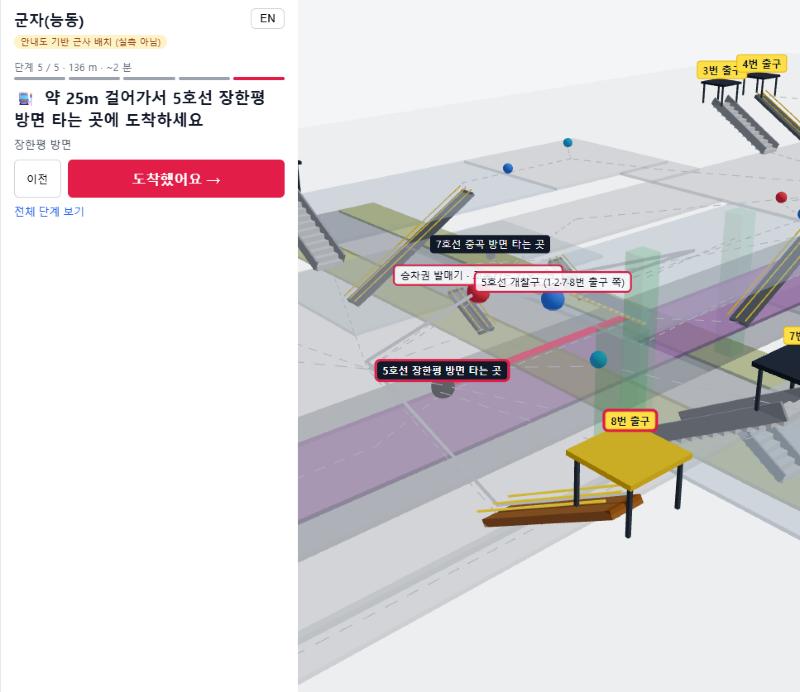 군자(능동)
EN
안내도 기반 근사 배치 (실측 아님)
단계 5 / 5 · 136 m · ~2 분
약 25m 걸어가서 5호선 장한평
방면 타는 곳에 도착하세요
장한평 방면
이전
도착했어요 →
전체 단계 보기
3번 출구
4번 출구
7호선 중곡 방면 타는 곳
승차권 발매기 ·
5호선 개찰구 (1·2·7·8번 출구 쪽)
7번
5호선 장한평 방면 타는 곳
8번 출구